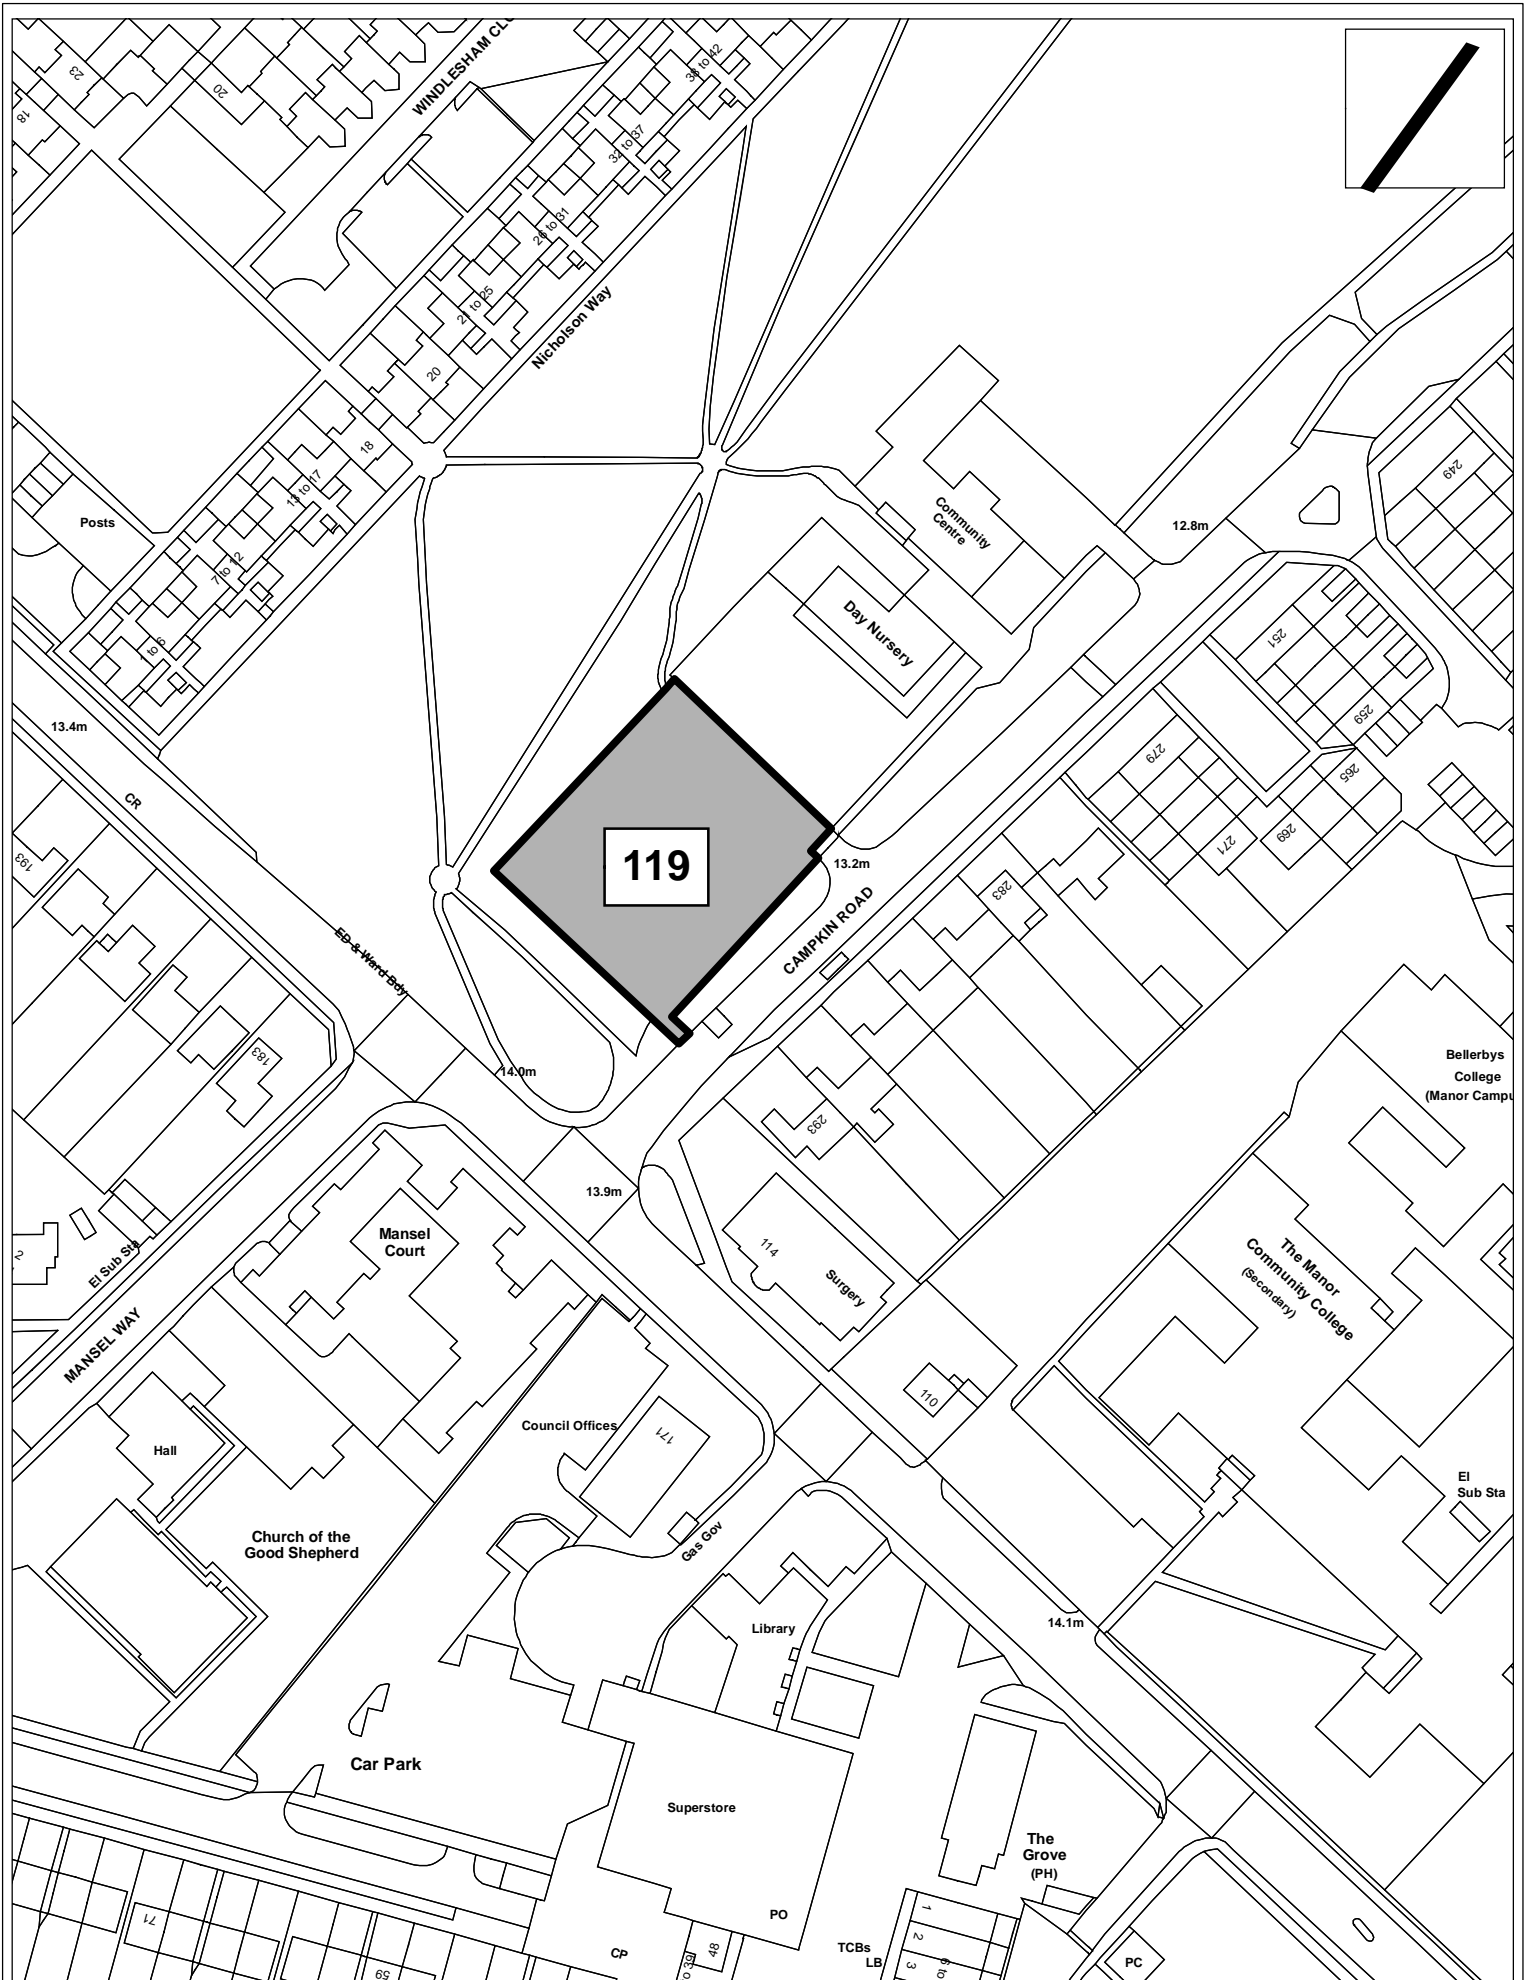 WINDLESHAM CLO
38 to 42
23
20
18
32 to 37
26 to 31
21 to 25
Nicholson Way
20
18
13 to 17
Posts
7 to 12
1 to 6
Community
Centre
12.8m
249
Day Nursery
251
259
265
279
271
269
13.4m
CR
193
119
13.2m
CAMPKIN ROAD
283
ED & Ward Bdy
183
14.0m
293
Bellerbys
College
(Manor Campu
13.9m
Mansel
Court
114
Surgery
2
El Sub Sta
MANSEL WAY
The Manor
Community College
(Secondary)
110
Council Offices
171
Hall
Church of the
Good Shepherd
Gas Gov
El
Sub Sta
Library
14.1m
Car Park
Superstore
The
Grove
(PH)
71
59
PO
CP
48
o 39
TCBs
LB
1
2
3
6 to
PC